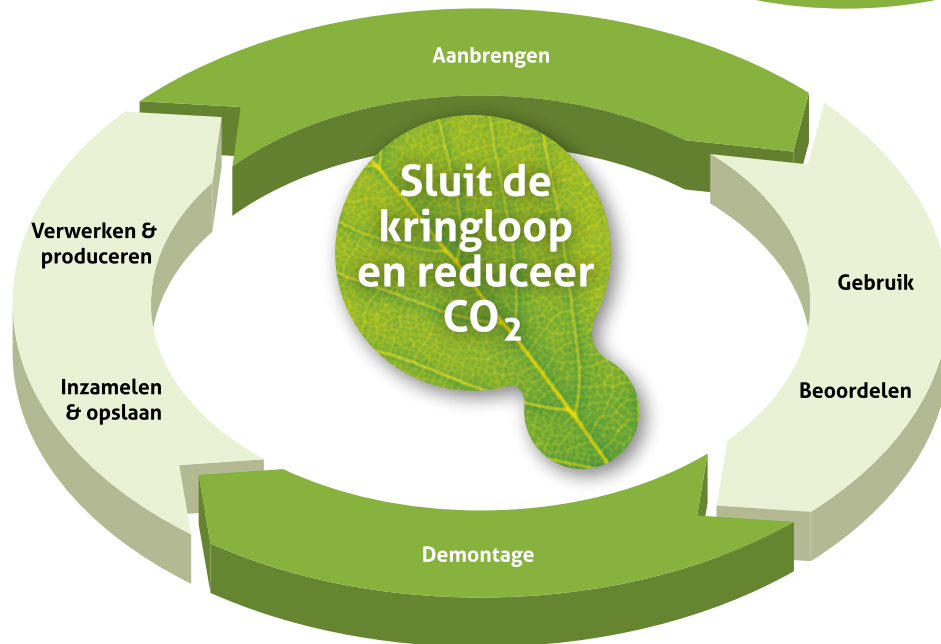 Aanbrengen
Sluit de
kringloop
en reduceer
CO₂
Verwerken &
produceren
Gebruik
Inzamelen
& opslaan
Beoordelen
Demontage